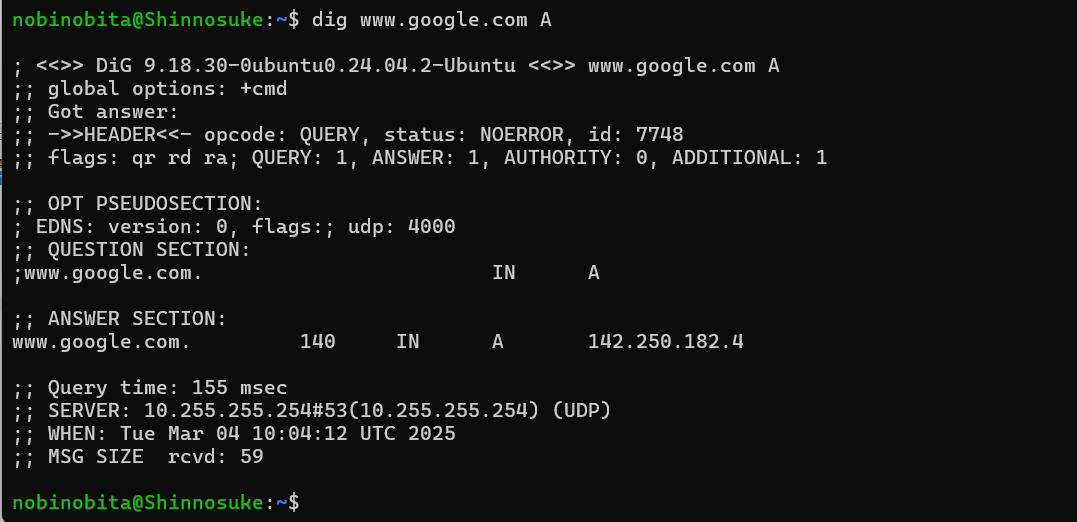 nobinobita@Shinnosuke:~$ dig www.google.com A
; <<>> DiG 9.18.30-0ubuntu0.24.04.2-Ubuntu <<>> www.google.com A
;; global options: +cmd
;; Got answer:
;; ->>HEADER<<- opcode: QUERY, status: NOERROR, id: 7748
;; flags: qr rd ra; QUERY: 1, ANSWER: 1, AUTHORITY: 0, ADDITIONAL: 1
;; OPT PSEUDOSECTION:
; EDNS: version: 0, flags:; udp: 4000
;; QUESTION SECTION:
;www.google.com. IN A
;; ANSWER SECTION:
www.google.com. 140 IN A 142.250.182.4
;; Query time: 155 msec
;; SERVER: 10.255.255.254#53(10.255.255.254) (UDP)
;; WHEN: Tue Mar 04 10:04:12 UTC 2025
;; MSG SIZE  rcvd: 59
nobinobita@Shinnosuke:~$